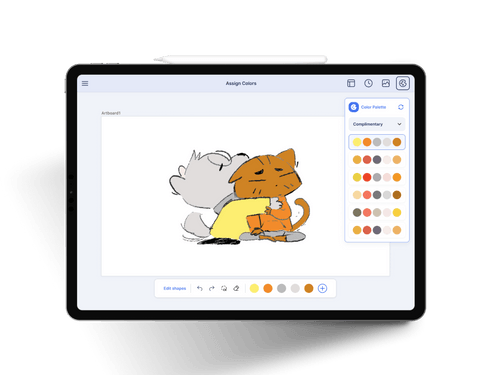 Assign Colors
Artboard1
Color Palette
Complimentary
Edit shapes